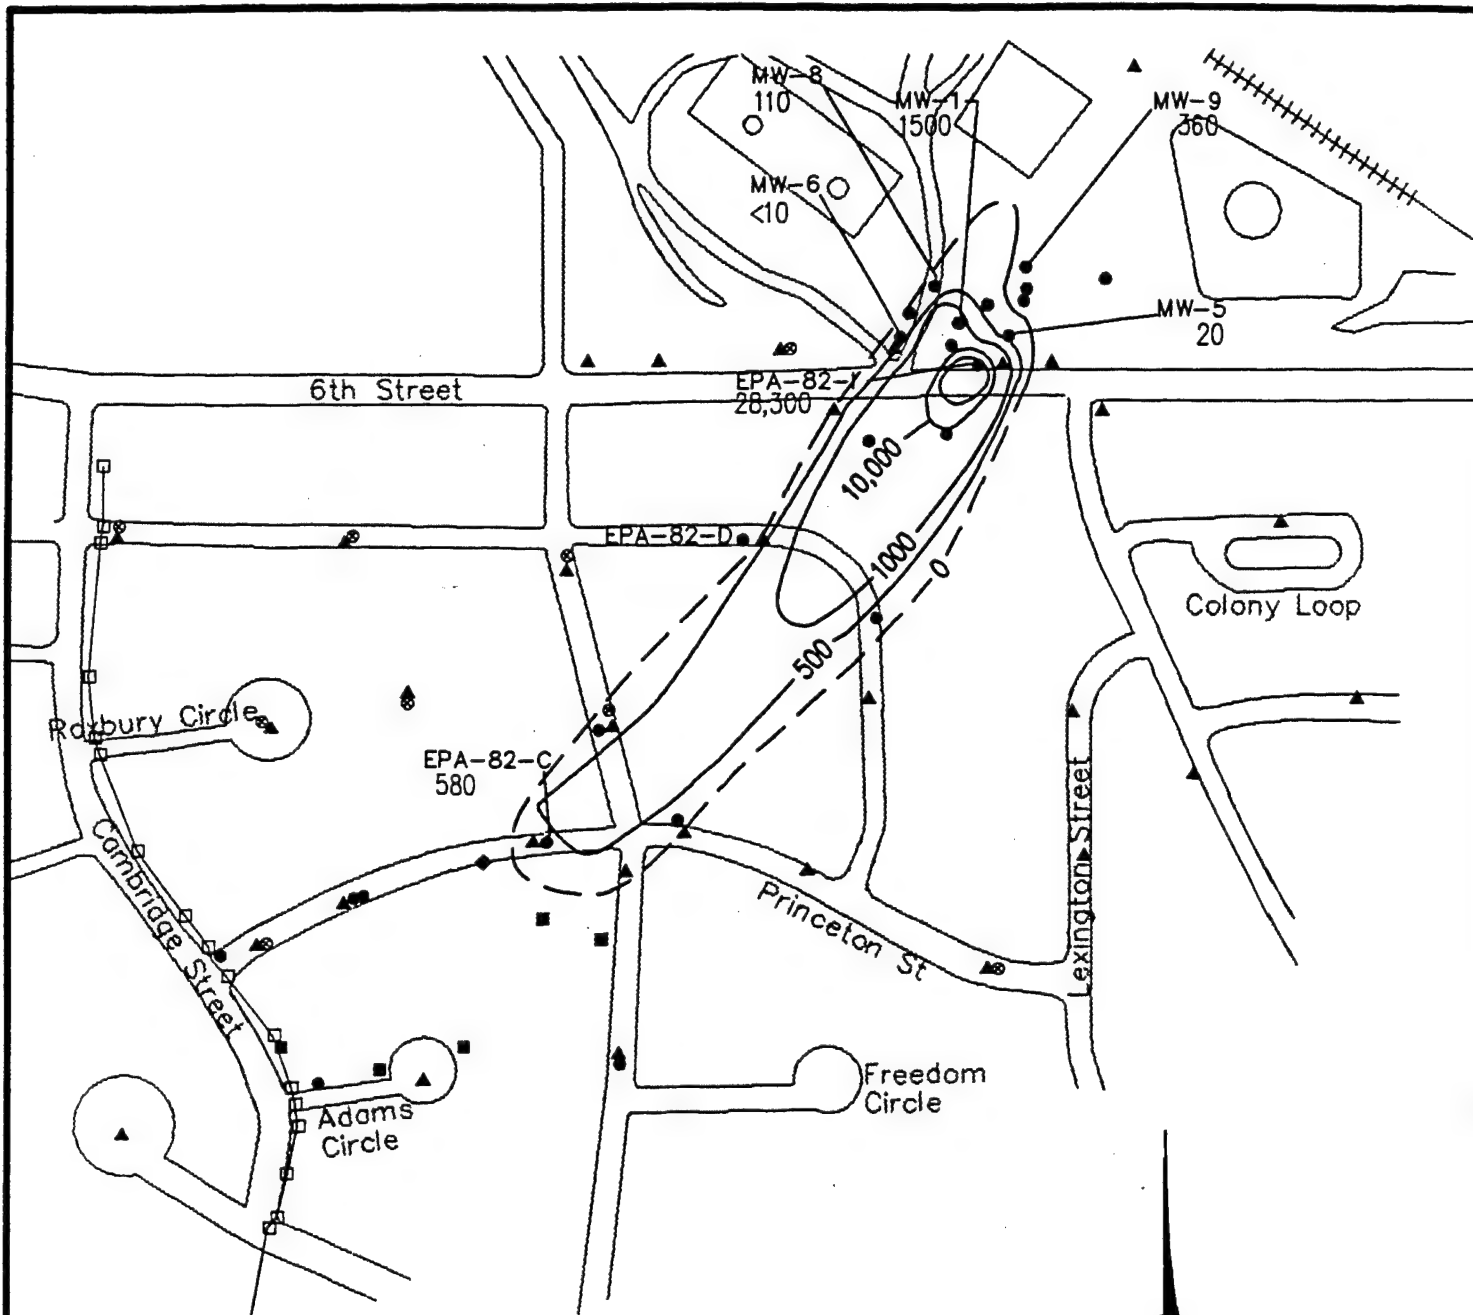 MW-8
110
MW-1
1500
MW-9
360
MW-6
<10
MW-5
20
EPA-82-I
28,300
6th Street
10,000
EPA-82-D
1000
0
Colony Loop
500
Roxbury Circle
EPA-82-C
580
Cambridge Street
Princeton St
Lexington Street
Freedom
Circle
Adams
Circle